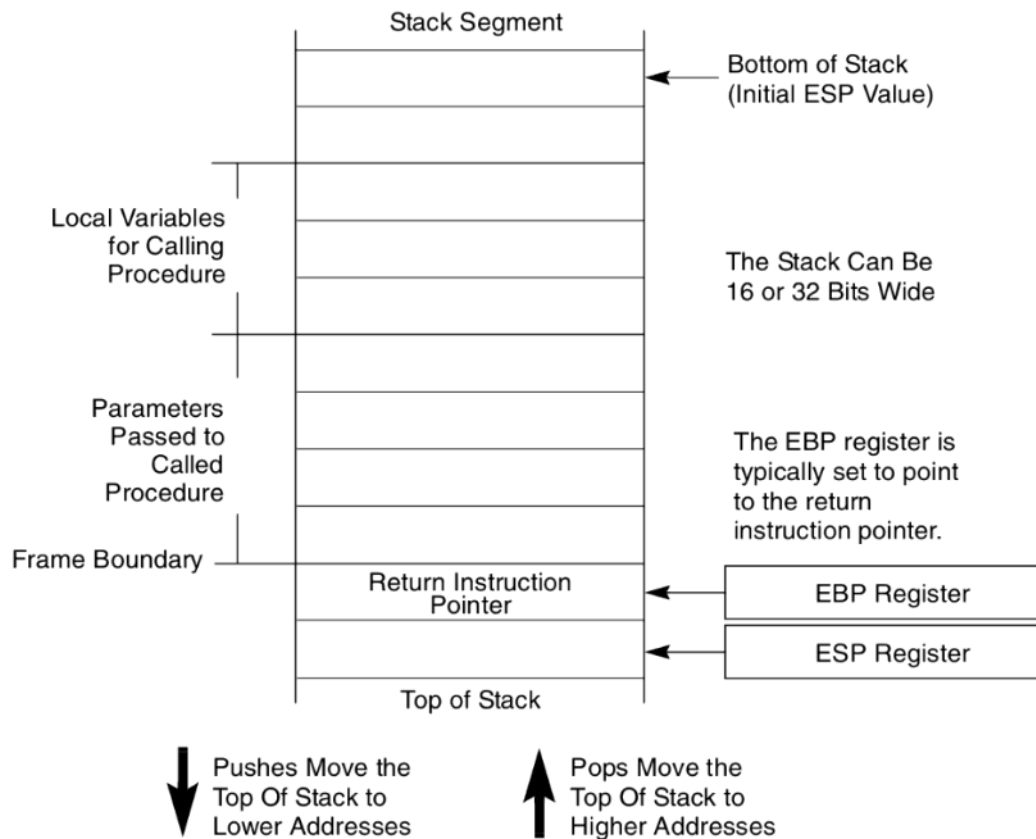 Stack Segment
Bottom of Stack
(Initial ESP Value)
Local Variables
for Calling
Procedure
The Stack Can Be
16 or 32 Bits Wide
Parameters
Passed to
Called
Procedure
The EBP register is
typically set to point
to the return
instruction pointer.
Frame Boundary
Return Instruction
Pointer
EBP Register
ESP Register
Top of Stack
Pushes Move the
Top Of Stack to
Lower Addresses
Pops Move the
Top Of Stack to
Higher Addresses